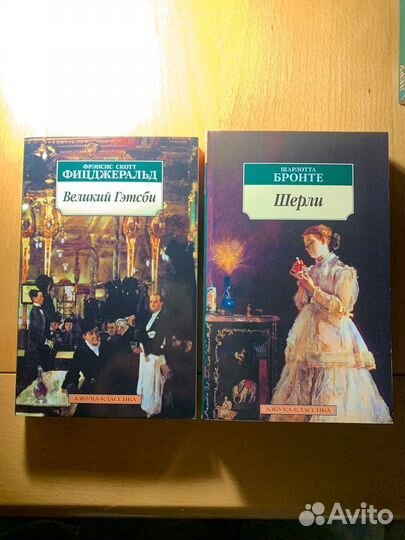 ФРЭНСИС СКОТТ
ФИЦДЖЕРАЛЬД
Великий Гэтсби
АЗБУКА-КЛАССИКА
ШАРЛОТТА
БРОНТЕ
Шерли
АЗБУКА-КЛАССИКА
Avito